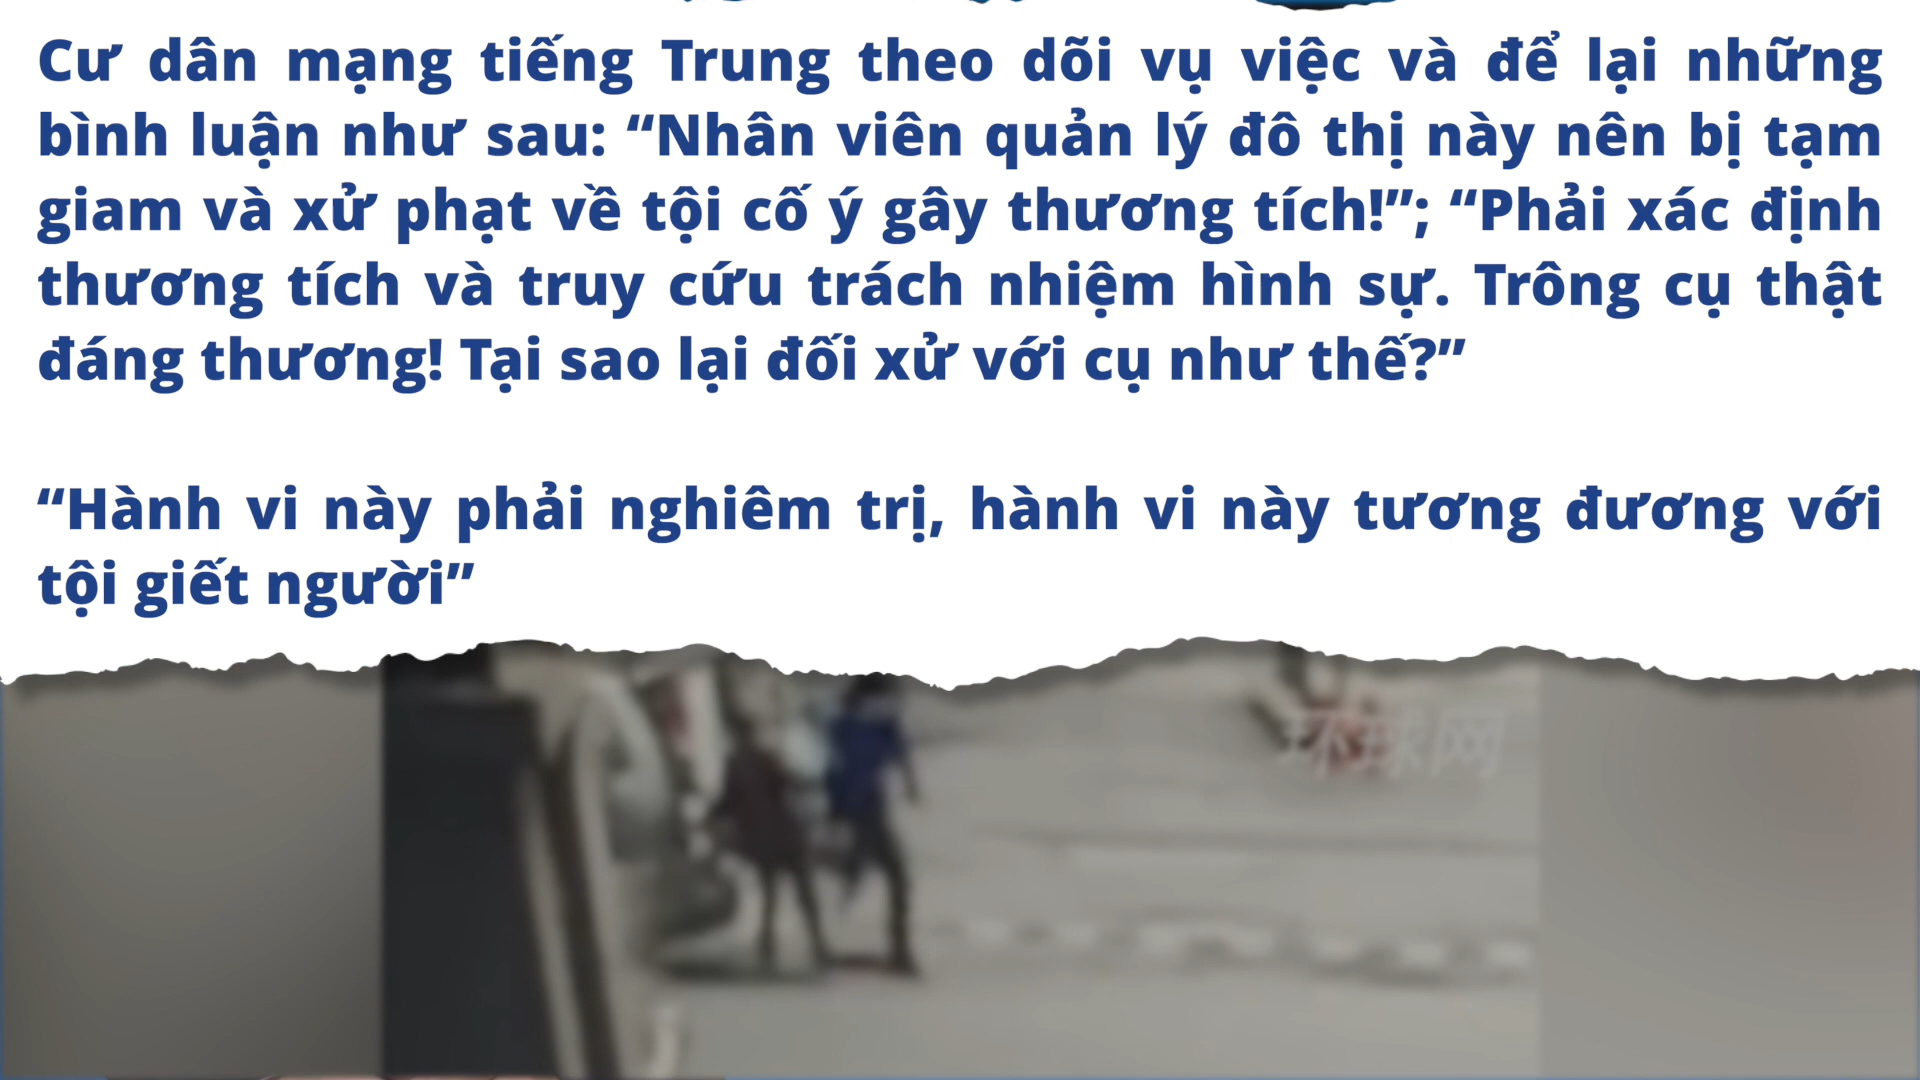 Cư dân mạng tiếng Trung theo dõi vụ việc và để lại những
bình luận như sau: “Nhân viên quản lý đô thị này nên bị tạm
giam và xử phạt về tội cố ý gây thương tích!”; “Phải xác định
thương tích và truy cứu trách nhiệm hình sự. Trông cụ thật
đáng thương! Tại sao lại đối xử với cụ như thế?”
“Hành vi này phải nghiêm trị, hành vi này tương đương với
tội giết người”
环球网